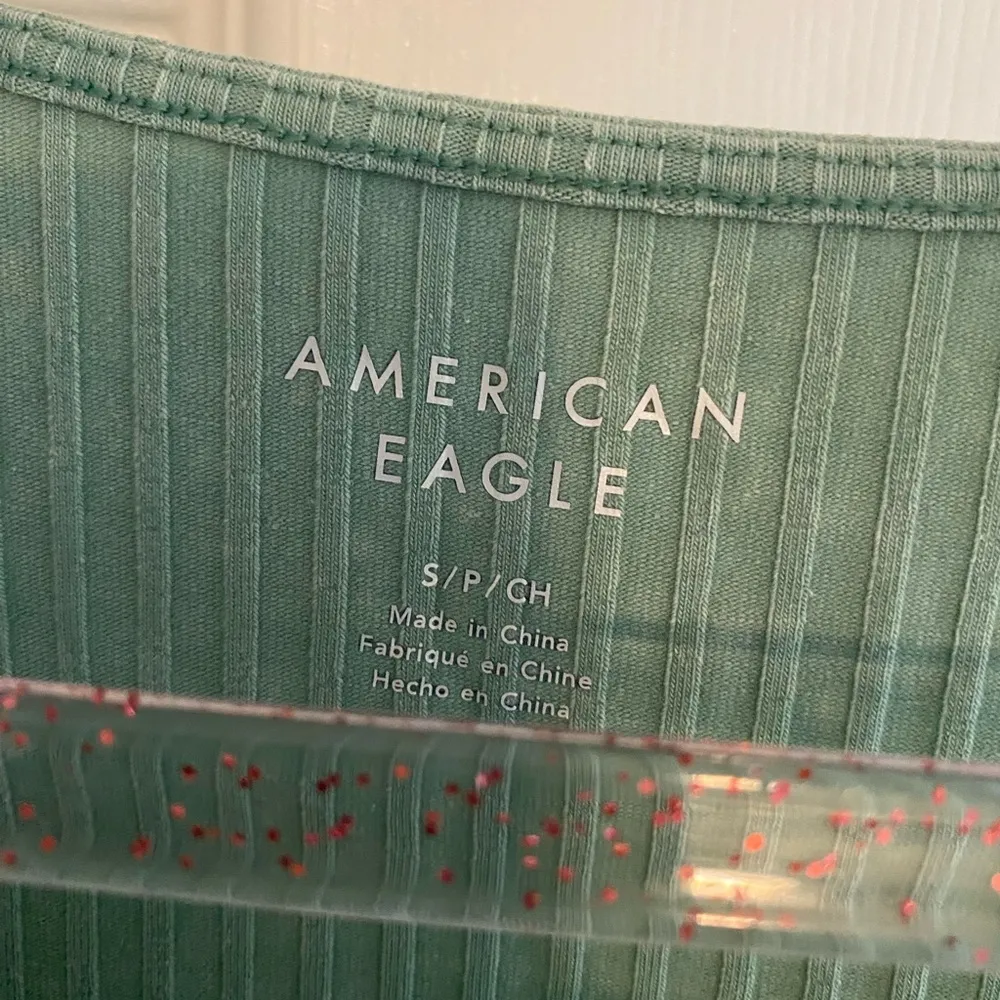 AMERICAN
EAGLE
S/P/CH
Made in China
Fabriqué en Chine
Hecho en China